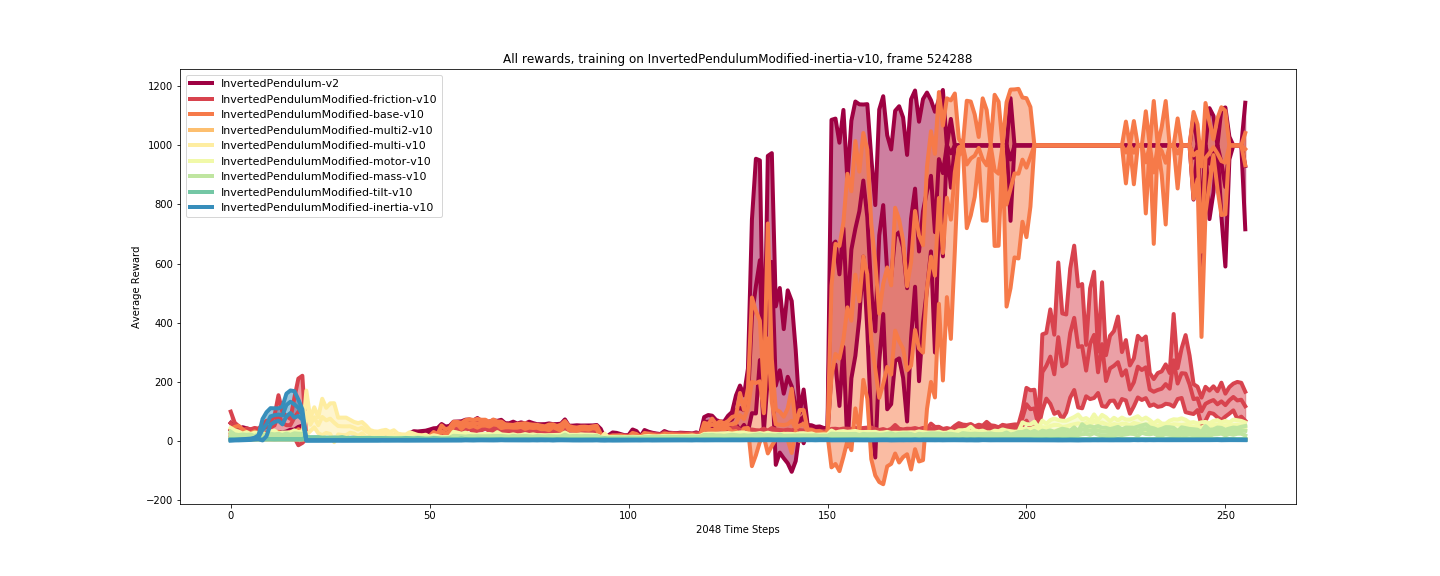 All rewards, training on InvertedPendulumModified-inertia-v10, frame 524288
InvertedPendulum-v2
InvertedPendulumModified-friction-v10
InvertedPendulumModified-base-v10
InvertedPendulumModified-multi2-v10
InvertedPendulumModified-multi-v10
InvertedPendulumModified-motor-v10
InvertedPendulumModified-mass-v10
InvertedPendulumModified-tilt-v10
InvertedPendulumModified-inertia-v10
Average Reward
1200
1000
800
600
400
200
0
−200
0 50 100 150 200 250
2048 Time Steps